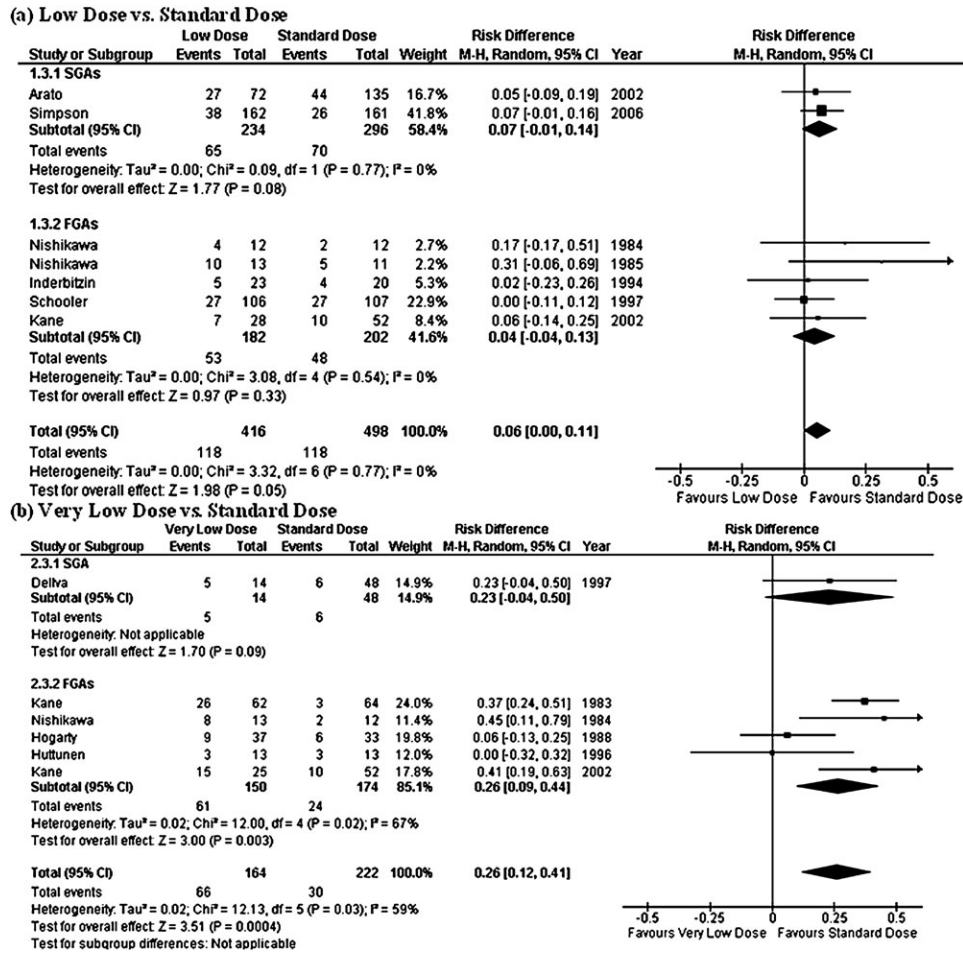 (a) Low Dose vs. Standard Dose
Low Dose Standard Dose Risk Difference Risk Difference
Study or Subgroup Events Total Events Total Weight M-H, Random, 95% CI Year M-H, Random, 95% CI
1.3.1 SGAs
Arato 27 72 44 135 16.7% 0.05 [-0.09, 0.19] 2002
Simpson 38 162 26 161 41.8% 0.07 [-0.01, 0.16] 2006
Subtotal (95% CI) 234 296 58.4% 0.07 [-0.01, 0.14]
Total events 65 70
Heterogeneity: Tau² = 0.00; Chi² = 0.09, df = 1 (P = 0.77); I² = 0%
Test for overall effect: Z = 1.77 (P = 0.08)
1.3.2 FGAs
Nishikawa 4 12 2 12 2.7% 0.17 [-0.17, 0.51] 1984
Nishikawa 10 13 5 11 2.2% 0.31 [-0.06, 0.69] 1985
Inderbitzin 5 23 4 20 5.3% 0.02 [-0.23, 0.26] 1994
Schooler 27 106 27 107 22.9% 0.00 [-0.11, 0.12] 1997
Kane 7 28 10 52 8.4% 0.06 [-0.14, 0.25] 2002
Subtotal (95% CI) 182 202 41.6% 0.04 [-0.04, 0.13]
Total events 53 48
Heterogeneity: Tau² = 0.00; Chi² = 3.08, df = 4 (P = 0.54); I² = 0%
Test for overall effect: Z = 0.97 (P = 0.33)
Total (95% CI) 416 498 100.0% 0.06 [0.00, 0.11]
Total events 118 118
Heterogeneity: Tau² = 0.00; Chi² = 3.32, df = 6 (P = 0.77); I² = 0%
Test for overall effect: Z = 1.98 (P = 0.05)
-0.5 -0.25 0 0.25 0.5
Favours Low Dose Favours Standard Dose
(b) Very Low Dose vs. Standard Dose
Very Low Dose Standard Dose Risk Difference Risk Difference
Study or Subgroup Events Total Events Total Weight M-H, Random, 95% CI Year M-H, Random, 95% CI
2.3.1 SGA
Dellva 5 14 6 48 14.9% 0.23 [-0.04, 0.50] 1997
Subtotal (95% CI) 14 48 14.9% 0.23 [-0.04, 0.50]
Total events 5 6
Heterogeneity: Not applicable
Test for overall effect: Z = 1.70 (P = 0.09)
2.3.2 FGAs
Kane 26 62 3 64 24.0% 0.37 [0.24, 0.51] 1983
Nishikawa 8 13 2 12 11.4% 0.45 [0.11, 0.79] 1984
Hogarty 9 37 6 33 19.8% 0.06 [-0.13, 0.25] 1988
Huttunen 3 13 3 13 12.0% 0.00 [-0.32, 0.32] 1996
Kane 15 25 10 52 17.8% 0.41 [0.19, 0.63] 2002
Subtotal (95% CI) 150 174 85.1% 0.26 [0.09, 0.44]
Total events 61 24
Heterogeneity: Tau² = 0.02; Chi² = 12.00, df = 4 (P = 0.02); I² = 67%
Test for overall effect: Z = 3.00 (P = 0.003)
Total (95% CI) 164 222 100.0% 0.26 [0.12, 0.41]
Total events 66 30
Heterogeneity: Tau² = 0.02; Chi² = 12.13, df = 5 (P = 0.03); I² = 59%
Test for overall effect: Z = 3.51 (P = 0.0004)
Test for subgroup differences: Not applicable
-0.5 -0.25 0 0.25 0.5
Favours Very Low Dose Favours Standard Dose